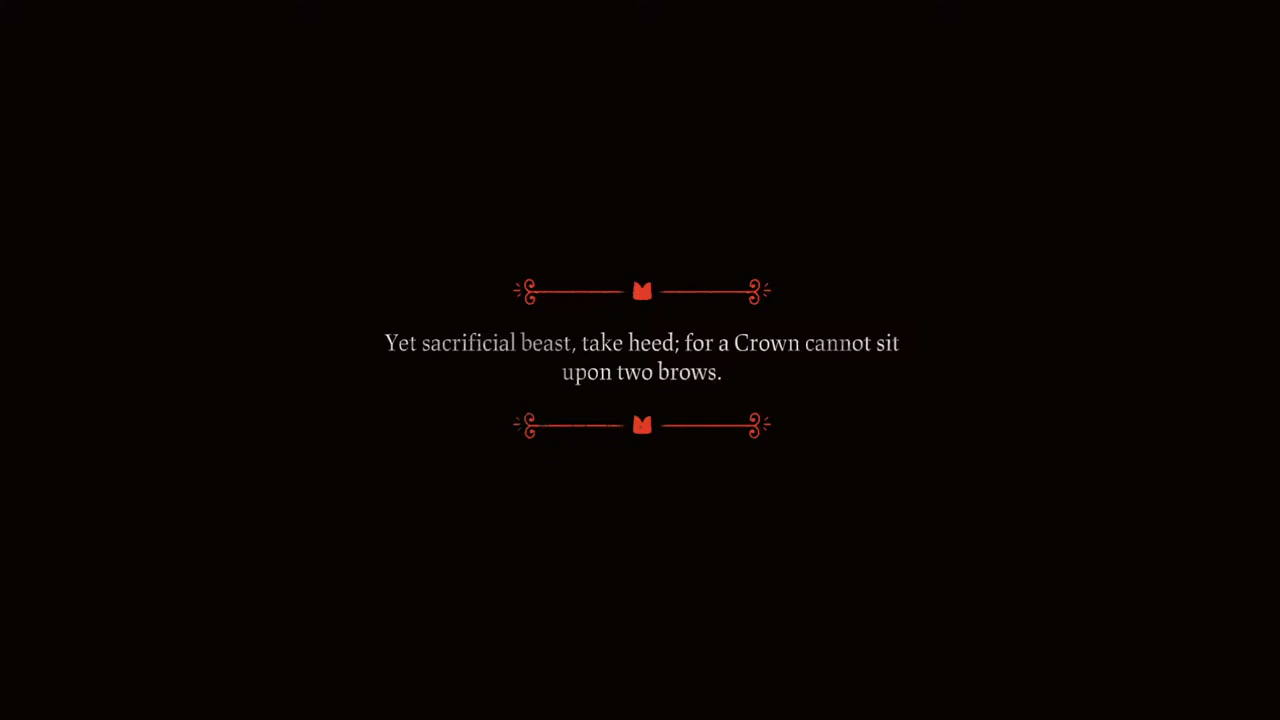 Yet sacrificial beast, take heed; for a Crown cannot sit
upon two brows.